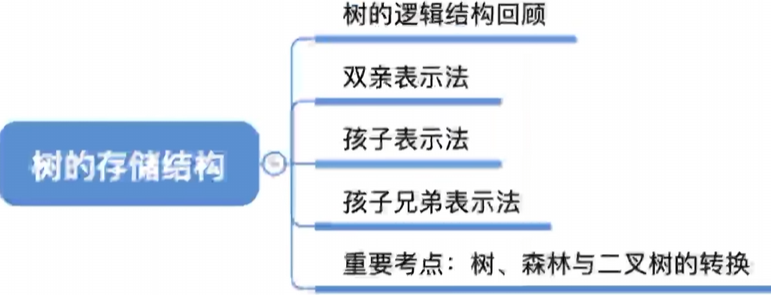 树的逻辑结构回顾
双亲表示法
孩子表示法
树的存储结构
孩子兄弟表示法
重要考点：树、森林与二叉树的转换